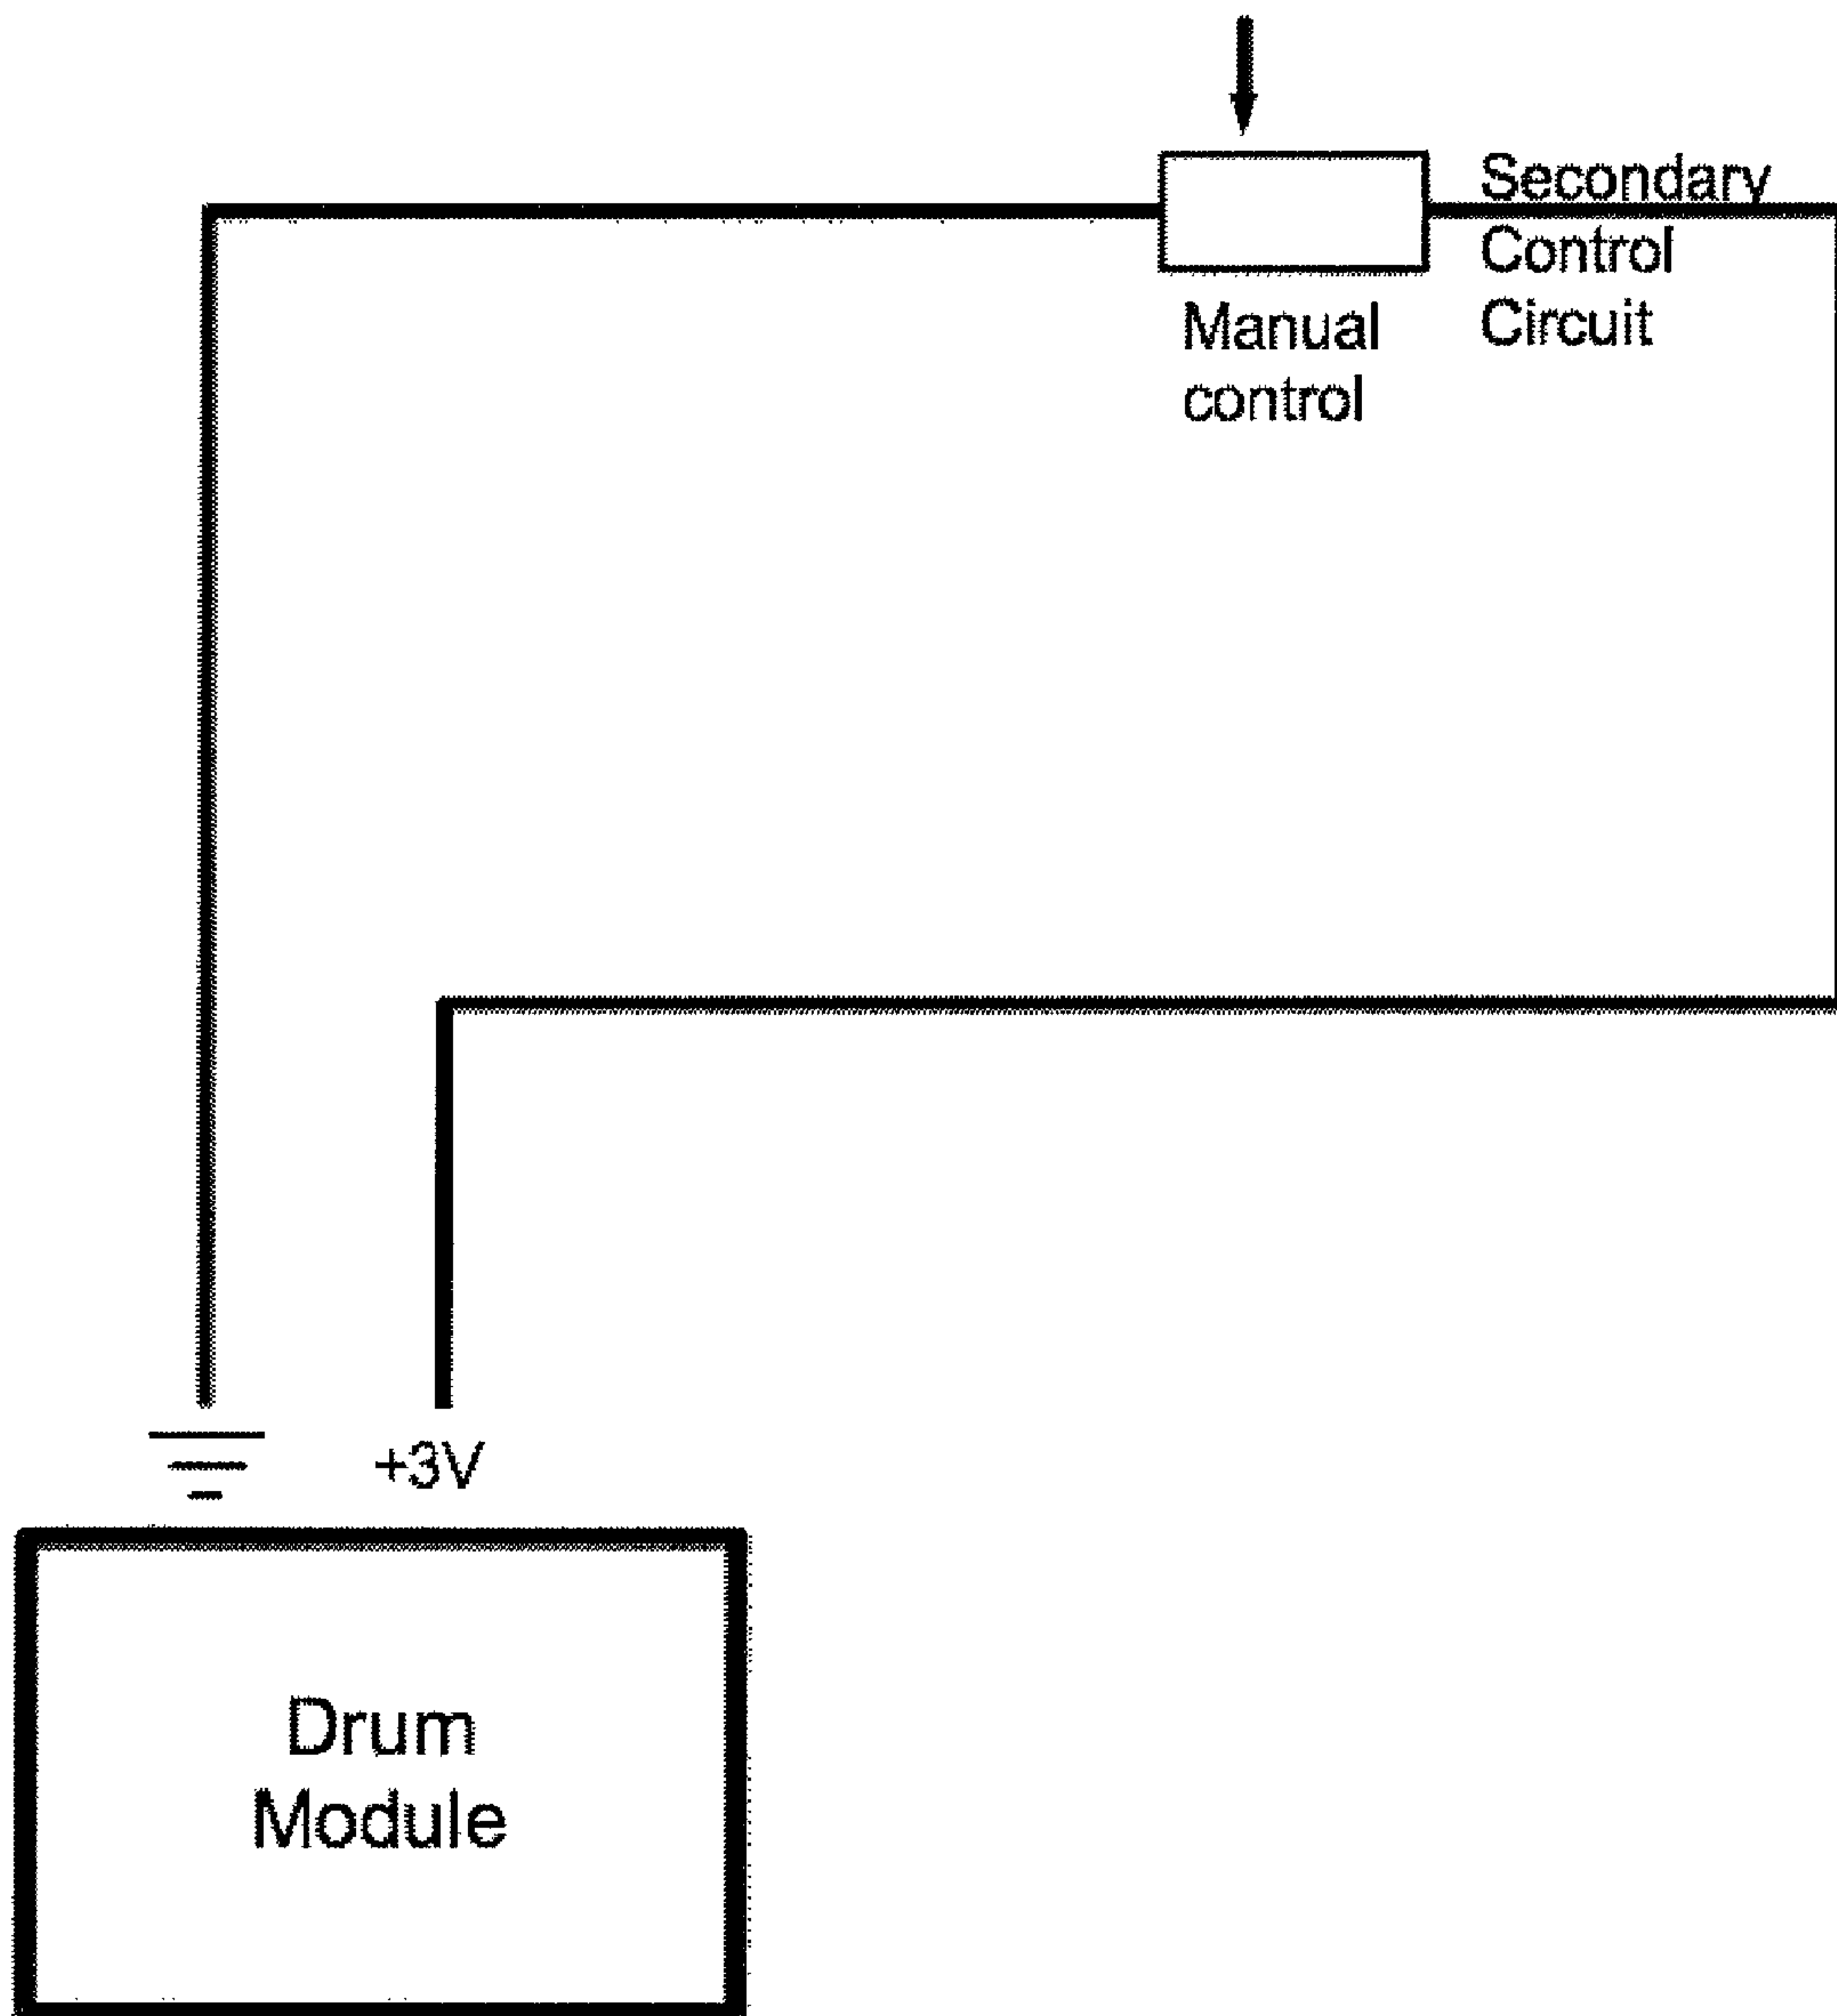 Secondary
Control
Circuit
Manual
control
+3V
Drum
Module